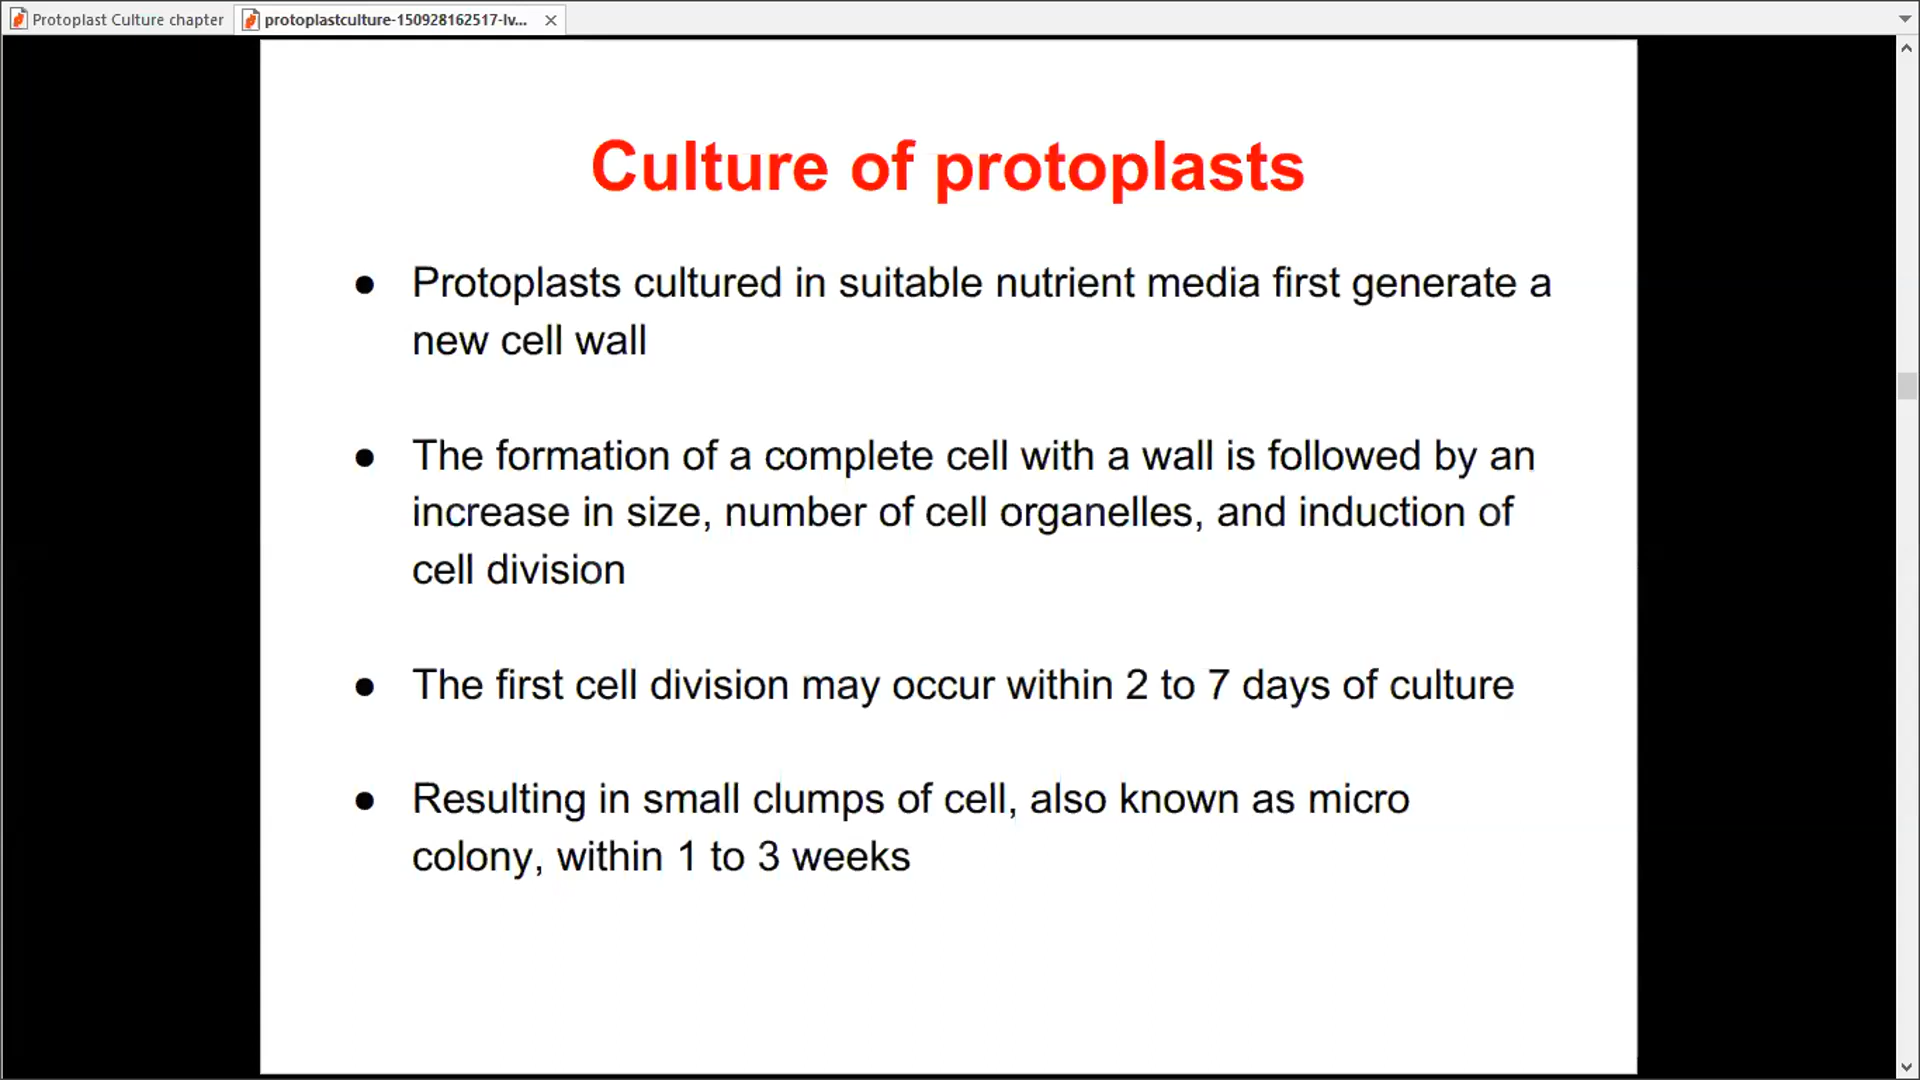 Protoplast Culture chapter
protoplastculture-150928162517-lv...
Culture of protoplasts
● Protoplasts cultured in suitable nutrient media first generate a
new cell wall
● The formation of a complete cell with a wall is followed by an
increase in size, number of cell organelles, and induction of
cell division
● The first cell division may occur within 2 to 7 days of culture
● Resulting in small clumps of cell, also known as micro
colony, within 1 to 3 weeks